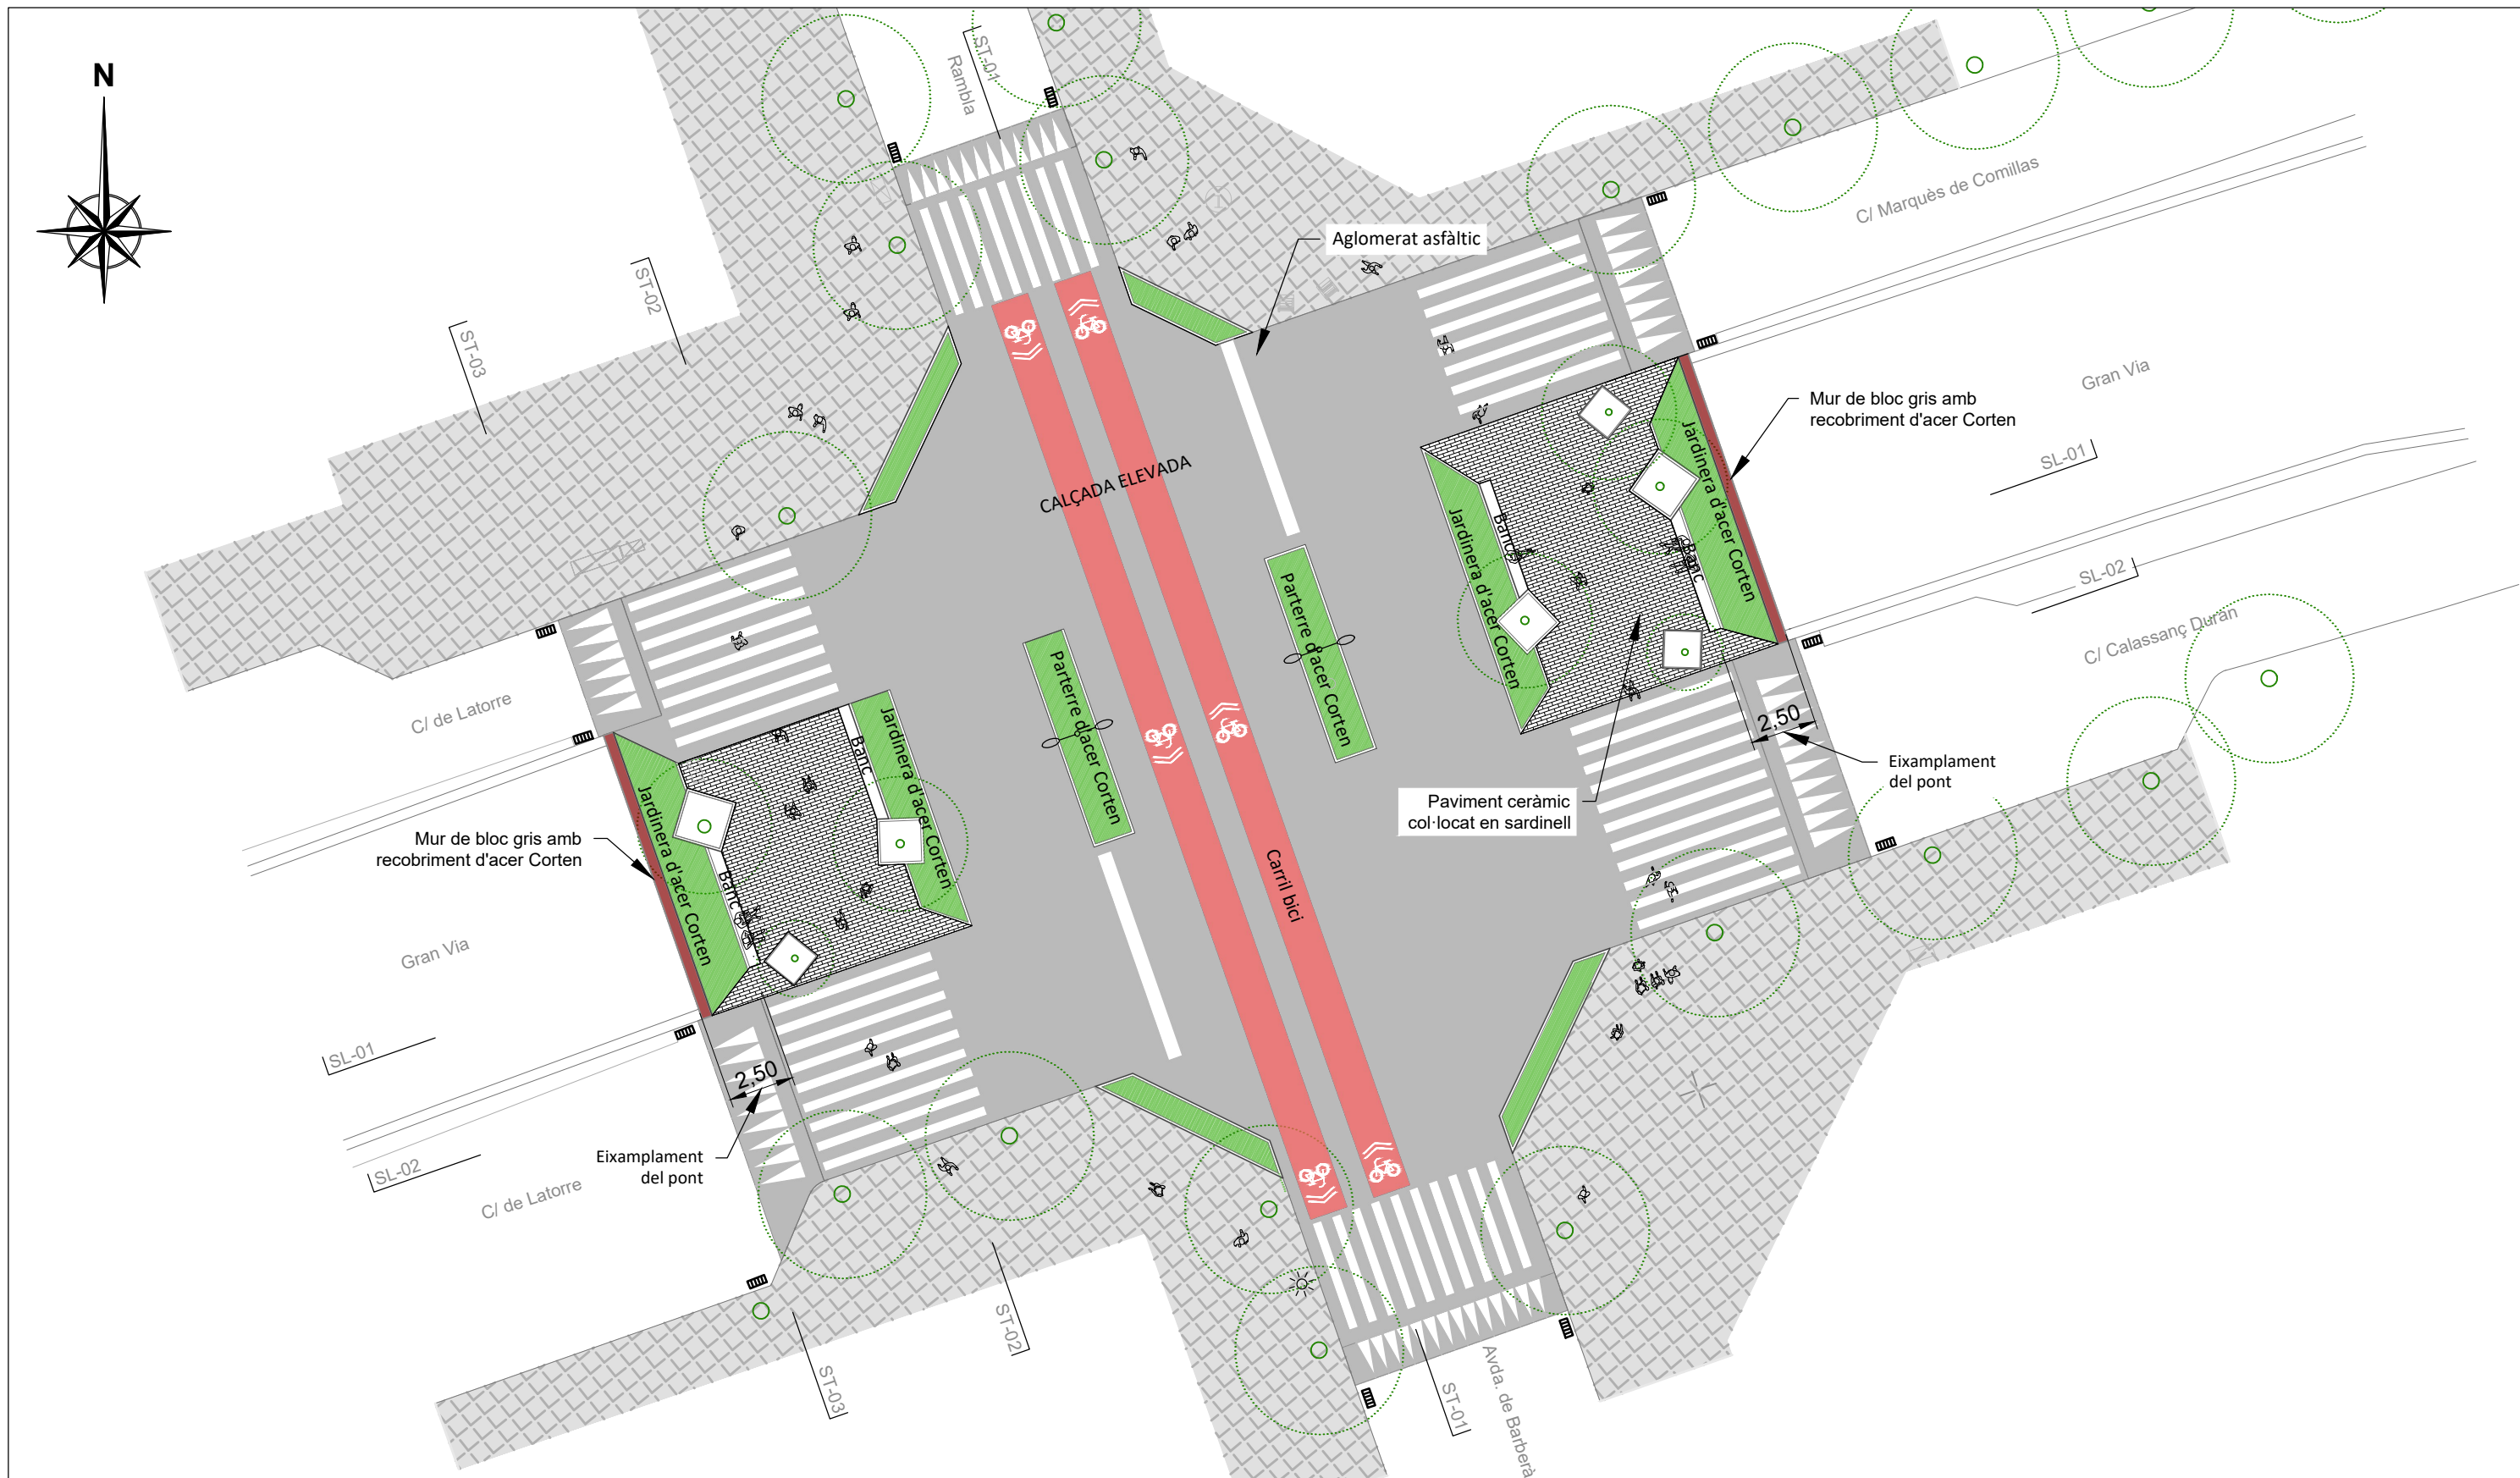 N
ST-01
Rambla
C/ Marquès de Comillas
Aglomerat asfàltic
ST-02
ST-03
Gran Via
Mur de bloc gris amb
recobriment d'acer Corten
SL-01
CALÇADA ELEVADA
Jardinera d'acer Corten
Banc
Jardinera d'acer Corten
Banc
SL-02
C/ Calassanç Duràn
Parterre d'acer Corten
Parterre d'acer Corten
C/ de Latorre
2,50
Eixamplament
del pont
Paviment ceràmic
col·locat en sardinell
Jardinera d'acer Corten
Banc
Jardinera d'acer Corten
Banc
Mur de bloc gris amb
recobriment d'acer Corten
Carril bici
Gran Via
SL-01
2,50
Eixamplament
del pont
SL-02
C/ de Latorre
ST-02
ST-03
ST-01
Avda. de Barberà